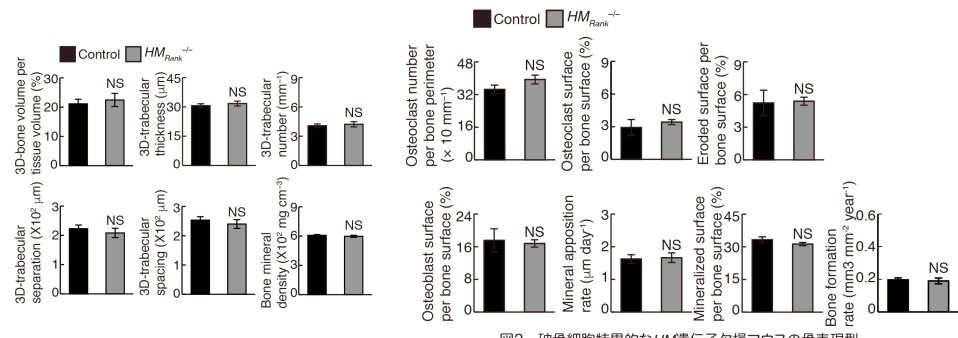 Control HM Rank −/−
3D-bone volume per
tissue volume (%)
30
20
10
0
NS
3D-trabecular
thickness (μm)
45
30
15
0
NS
3D-trabecular
number (mm⁻¹)
9
6
3
0
NS
3D-trabecular
separation (X10² μm)
3
2
1
0
NS
3D-trabecular
spacing (X10² μm)
3
2
1
0
NS
Bone mineral
density (X10² mg cm⁻³)
9
6
3
0
NS
Control HM Rank −/−
Osteoclast number
per bone perimeter
(× 10 mm⁻¹)
48
32
16
0
NS
Osteoclast surface
per bone surface (%)
9
6
3
0
NS
Eroded surface per
bone surface (%)
9
6
3
0
NS
Osteoblast surface
per bone surface (%)
24
16
8
0
NS
Mineral apposition
rate (μm day⁻¹)
3
2
1
0
NS
Mineralized surface
per bone surface (%)
45
30
15
0
NS
Bone formation
rate (mm3 mm⁻² year⁻¹)
0.6
0.4
0.2
0
NS